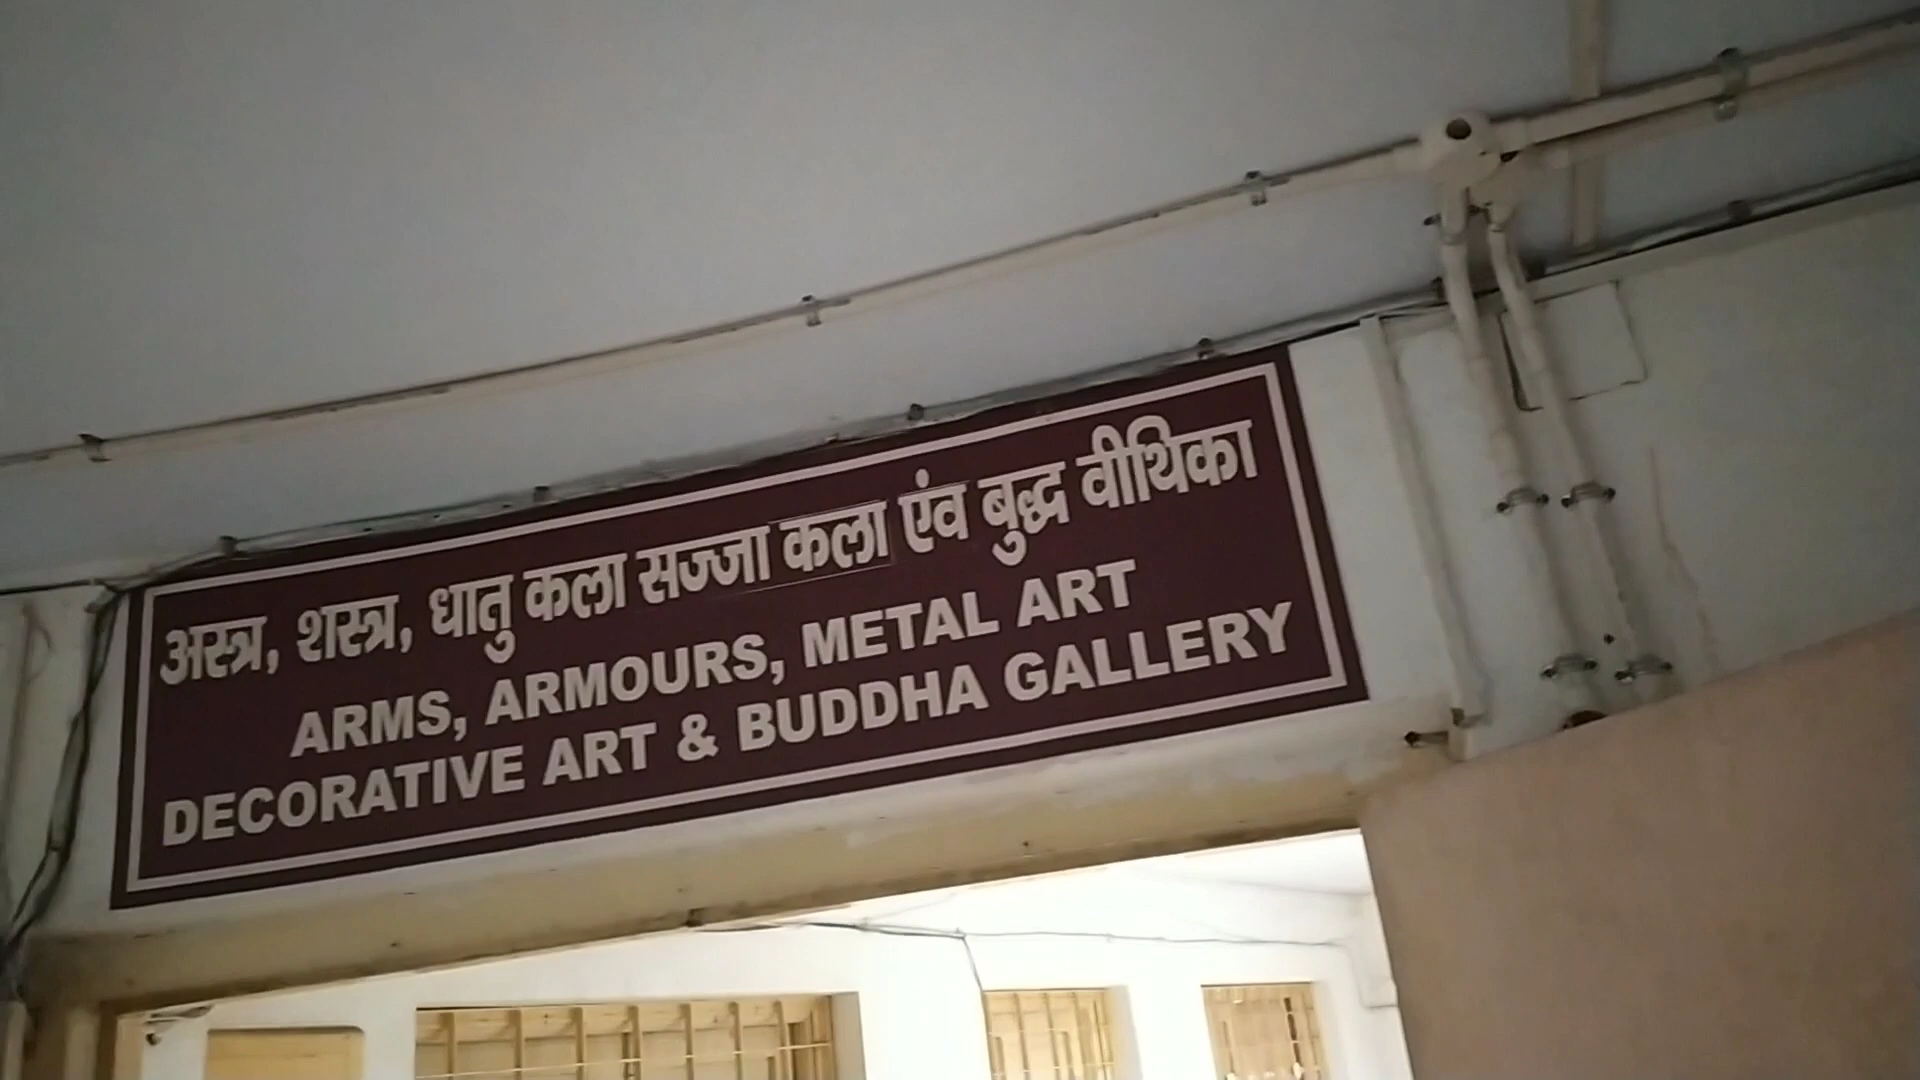 अस्त्र, शस्त्र, धातु कला सज्जा कला एंव बुद्ध वीथिका
ARMS, ARMOURS, METAL ART
DECORATIVE ART & BUDDHA GALLERY